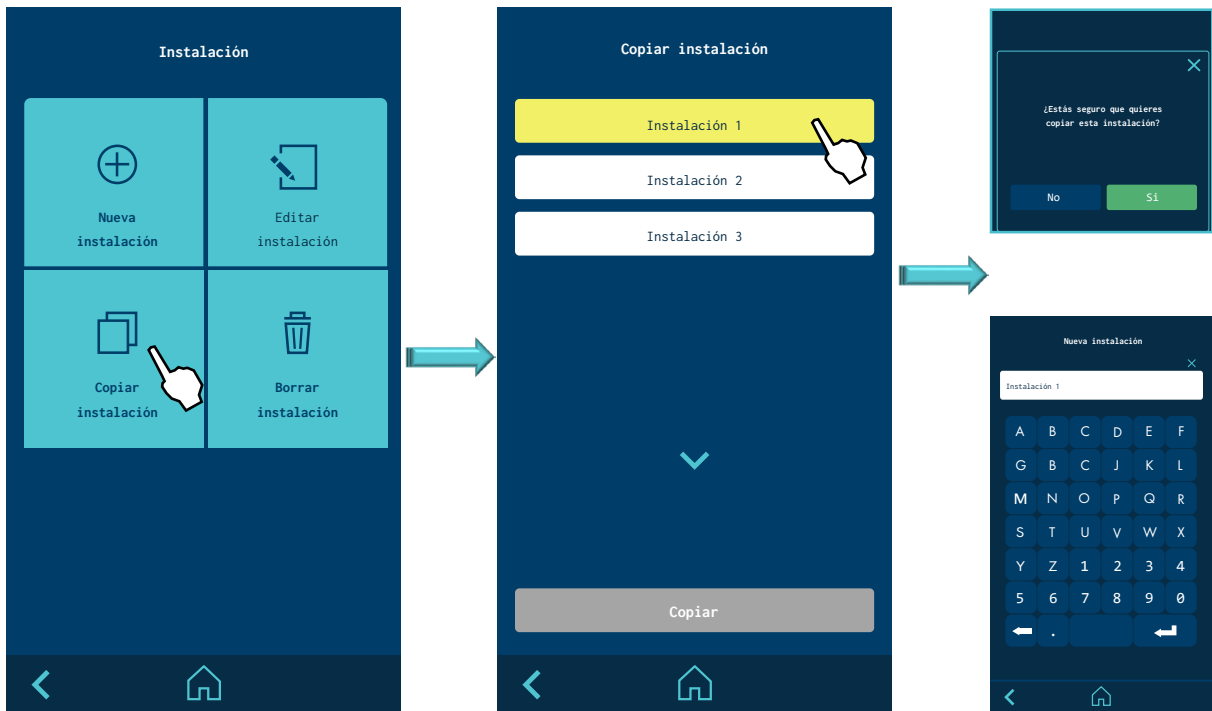 Instalación
Nueva
instalación
Editar
instalación
Copiar
instalación
Borrar
instalación
Copiar instalación
Instalación 1
Instalación 2
Instalación 3
Copiar
¿Estás seguro que quieres
copiar esta instalación?
No
Si
Nueva instalación
Instalación 1
A B C D E F
G B C J K L
M N O P Q R
S T U V W X
Y Z 1 2 3 4
5 6 7 8 9 0
.